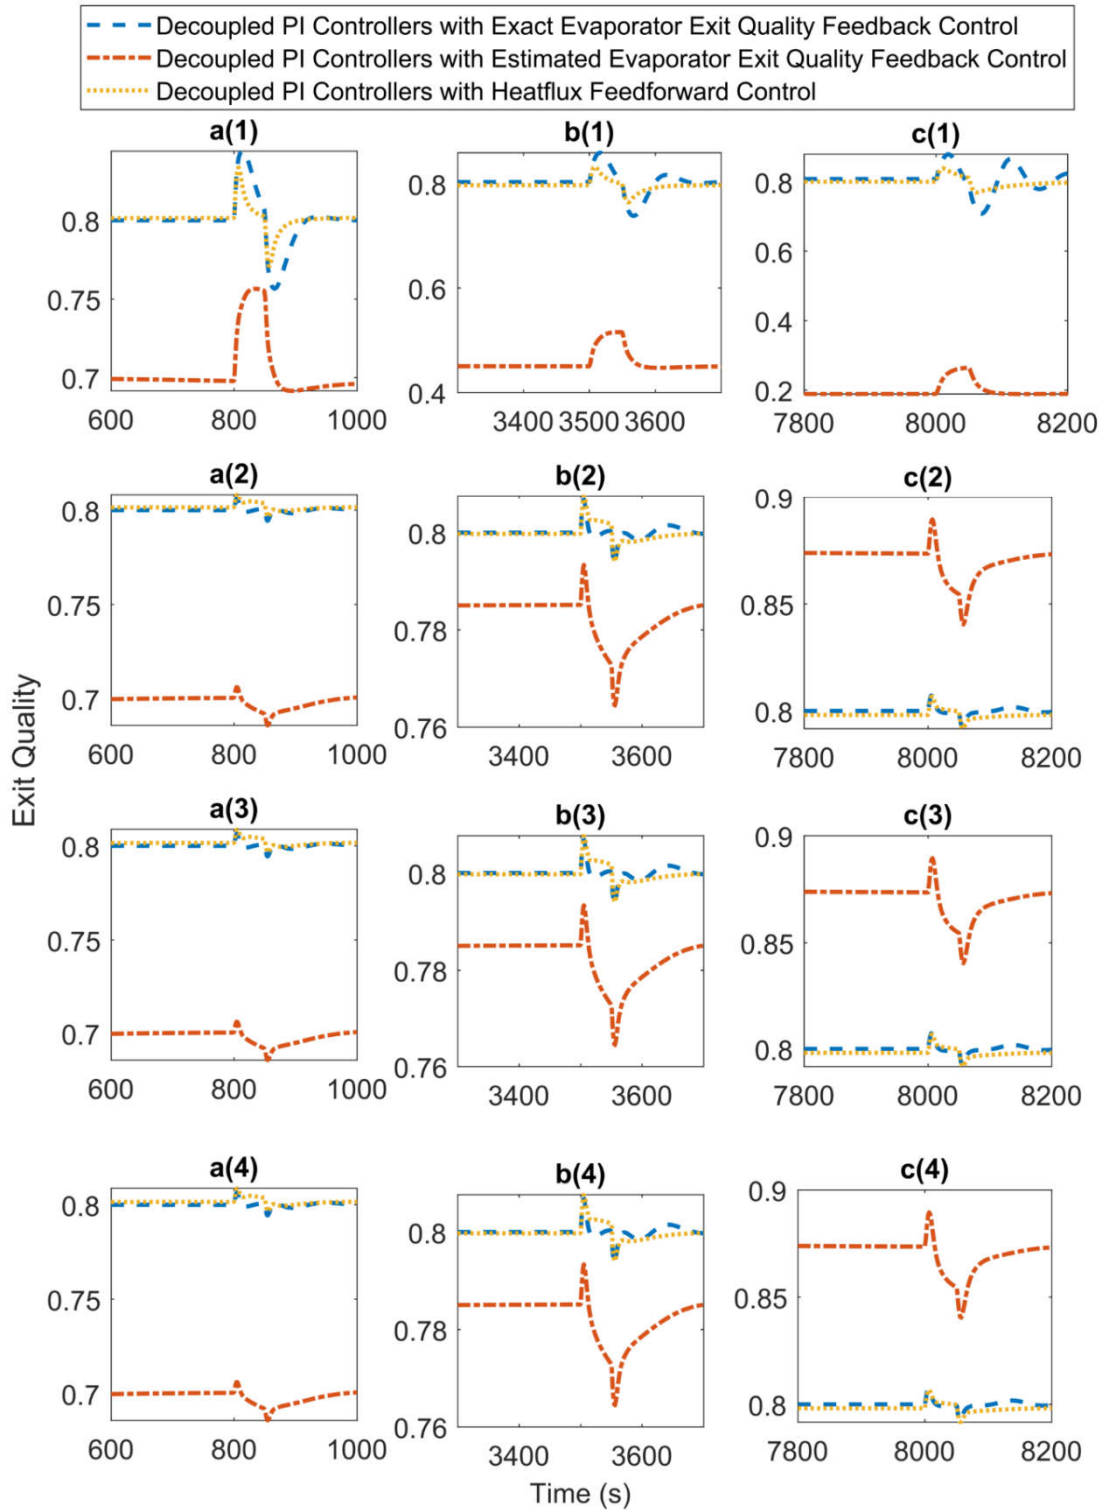 Decoupled PI Controllers with Exact Evaporator Exit Quality Feedback Control
Decoupled PI Controllers with Estimated Evaporator Exit Quality Feedback Control
Decoupled PI Controllers with Heatflux Feedforward Control
a(1)
0.8
0.75
0.7
600 800 1000
b(1)
0.8
0.6
0.4
3400 3500 3600
c(1)
0.8
0.6
0.4
0.2
7800 8000 8200
a(2)
0.8
0.75
0.7
600 800 1000
b(2)
0.8
0.78
0.76
3400 3600
c(2)
0.9
0.85
0.8
7800 8000 8200
Exit Quality
a(3)
0.8
0.75
0.7
600 800 1000
b(3)
0.8
0.78
0.76
3400 3600
c(3)
0.9
0.85
0.8
7800 8000 8200
a(4)
0.8
0.75
0.7
600 800 1000
b(4)
0.8
0.78
0.76
3400 3600
c(4)
0.9
0.85
0.8
7800 8000 8200
Time (s)